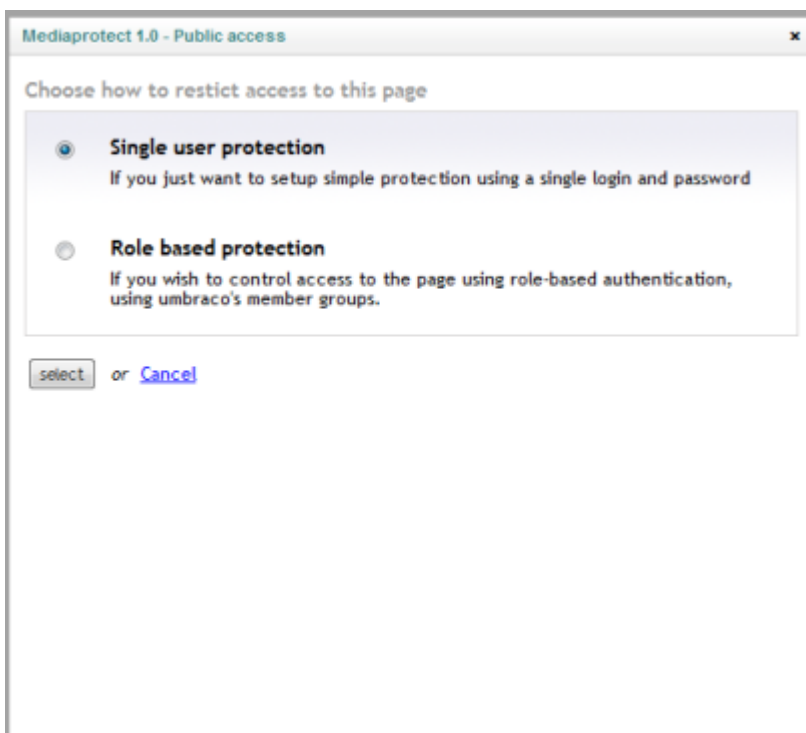 Mediaprotect 1.0 - Public access
Choose how to restict access to this page
Single user protection
If you just want to setup simple protection using a single login and password
Role based protection
If you wish to control access to the page using role-based authentication,
using umbraco's member groups.
select or Cancel